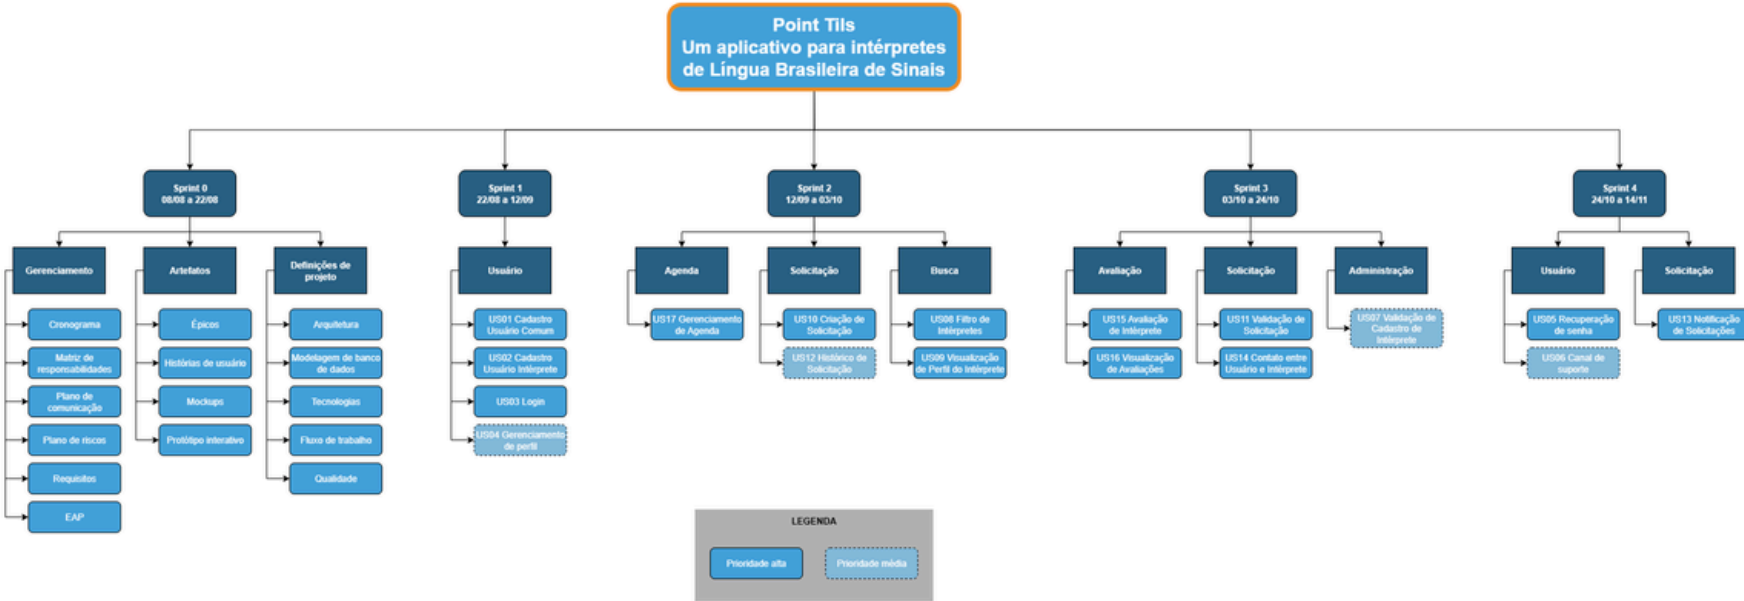 Point Tils
Um aplicativo para intérpretes
de Língua Brasileira de Sinais
Sprint 0
08/08 a 22/08
Gerenciamento
Cronograma
Matriz de
responsabilidades
Plano de
comunicação
Plano de riscos
Requisitos
EAP
Artefatos
Épicos
Histórias de usuário
Mockups
Protótipo interativo
Definições de
projeto
Arquitetura
Modelagem de banco
de dados
Tecnologias
Fluxo de trabalho
Qualidade
Sprint 1
22/08 a 12/09
Usuário
US01 Cadastro
Usuário Comum
US02 Cadastro
Usuário Intérprete
US03 Login
US04 Gerenciamento
de perfil
Sprint 2
12/09 a 03/10
Agenda
US17 Gerenciamento
de Agenda
Solicitação
US10 Criação de
Solicitação
US12 Histórico de
Solicitação
Busca
US08 Filtro de
Intérpretes
US09 Visualização
de Perfil do Intérprete
Sprint 3
03/10 a 24/10
Avaliação
US15 Avaliação
de Intérprete
US16 Visualização
de Avaliações
Solicitação
US11 Validação de
Solicitação
US14 Contato entre
Usuário e Intérprete
Administração
US07 Validação de
Cadastro de
Intérprete
Sprint 4
24/10 a 14/11
Usuário
US05 Recuperação
de senha
US06 Canal de
suporte
Solicitação
US13 Notificação
de Solicitações
LEGENDA
Prioridade alta
Prioridade média